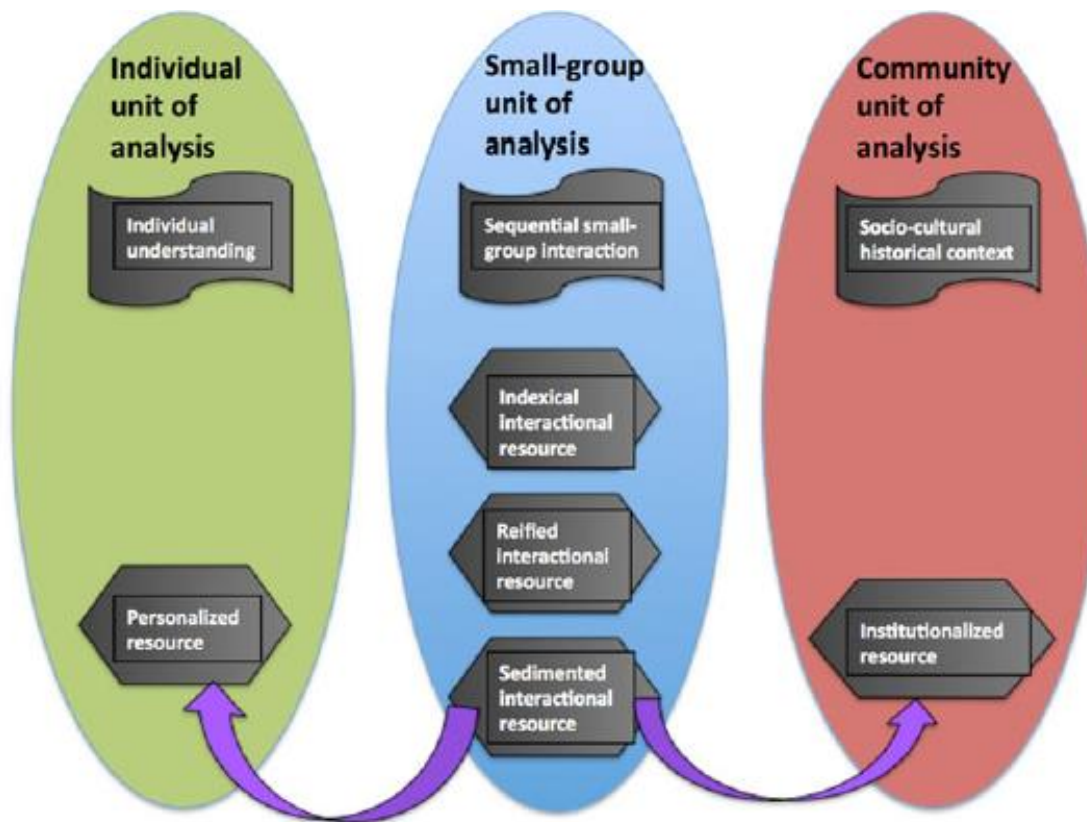 Individual
unit of
analysis
Individual
understanding
Personalized
resource
Small-group
unit of
analysis
Sequential small-
group interaction
Indexical
interactional
resource
Reified
interactional
resource
Sedimented
interactional
resource
Community
unit of
analysis
Socio-cultural
historical context
Institutionalized
resource